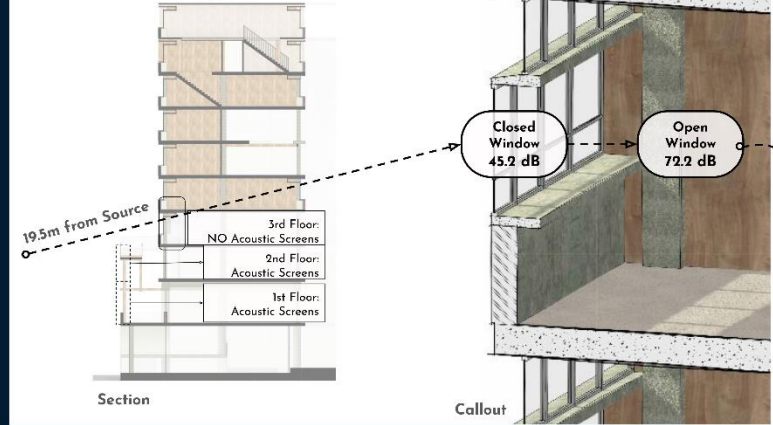 19.5m from Source
Closed
Window
45.2 dB
Open
Window
72.2 dB
3rd Floor:
NO Acoustic Screens
2nd Floor:
Acoustic Screens
1st Floor:
Acoustic Screens
Section
Callout